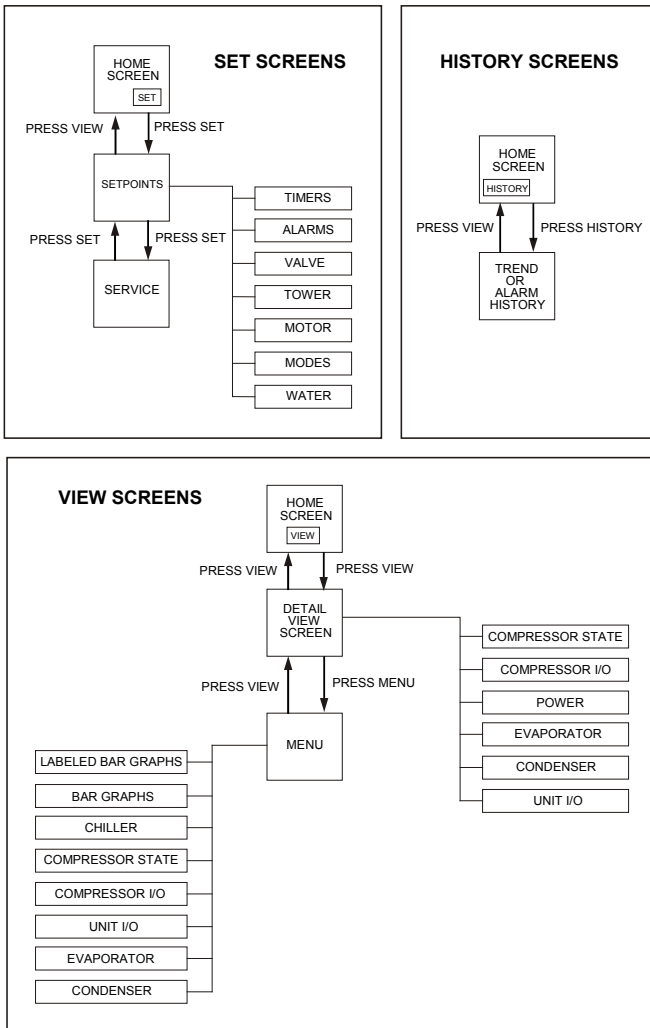 SET SCREENS
HOME
SCREEN
SET
PRESS VIEW
PRESS SET
SETPOINTS
PRESS SET
PRESS SET
SERVICE
TIMERS
ALARMS
VALVE
TOWER
MOTOR
MODES
WATER
HISTORY SCREENS
HOME
SCREEN
HISTORY
PRESS VIEW
PRESS HISTORY
TREND
OR
ALARM
HISTORY
VIEW SCREENS
HOME
SCREEN
VIEW
PRESS VIEW
PRESS VIEW
DETAIL
VIEW
SCREEN
PRESS VIEW
PRESS MENU
MENU
COMPRESSOR STATE
COMPRESSOR I/O
POWER
EVAPORATOR
CONDENSER
UNIT I/O
LABELED BAR GRAPHS
BAR GRAPHS
CHILLER
COMPRESSOR STATE
COMPRESSOR I/O
UNIT I/O
EVAPORATOR
CONDENSER